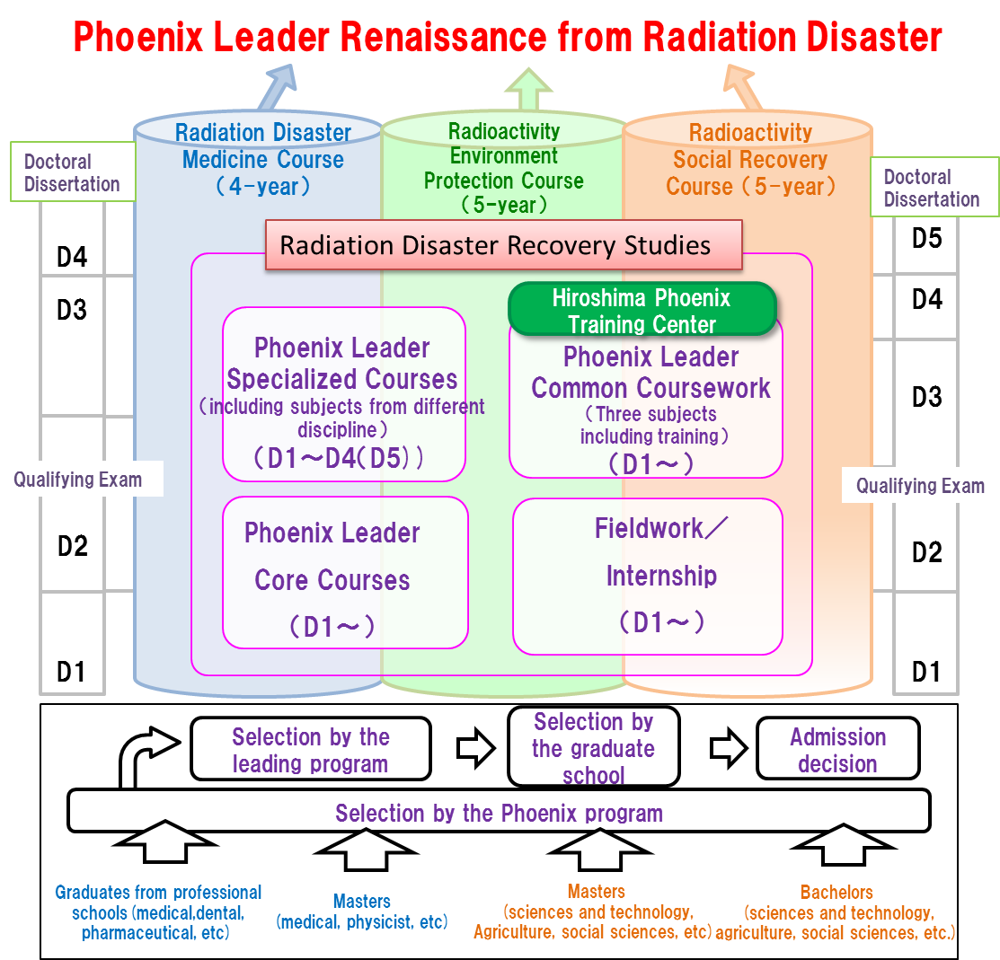 Phoenix Leader Renaissance from Radiation Disaster
Radiation Disaster
Medicine Course
（4-year）
Radioactivity
Environment
Protection Course
（5-year）
Radioactivity
Social Recovery
Course（5-year）
Doctoral
Dissertation
D4
D3
Qualifying Exam
D2
D1
Doctoral
Dissertation
D5
D4
D3
Qualifying Exam
D2
D1
Radiation Disaster Recovery Studies
Phoenix Leader
Specialized Courses
（including subjects from different
discipline）
（D1～D4（D5））
Hiroshima Phoenix
Training Center
Phoenix Leader
Common Coursework
（Three subjects
including training）
（D1～）
Phoenix Leader
Core Courses
（D1～）
Fieldwork／
Internship
（D1～）
Selection by the
leading program
Selection by
the graduate
school
Admission
decision
Selection by the Phoenix program
Graduates from professional
schools (medical,dental,
pharmaceutical, etc)
Masters
(medical, physicist, etc)
Masters
(sciences and technology,
Agriculture, social sciences, etc)
Bachelors
(sciences and technology,
agriculture, social sciences, etc.)